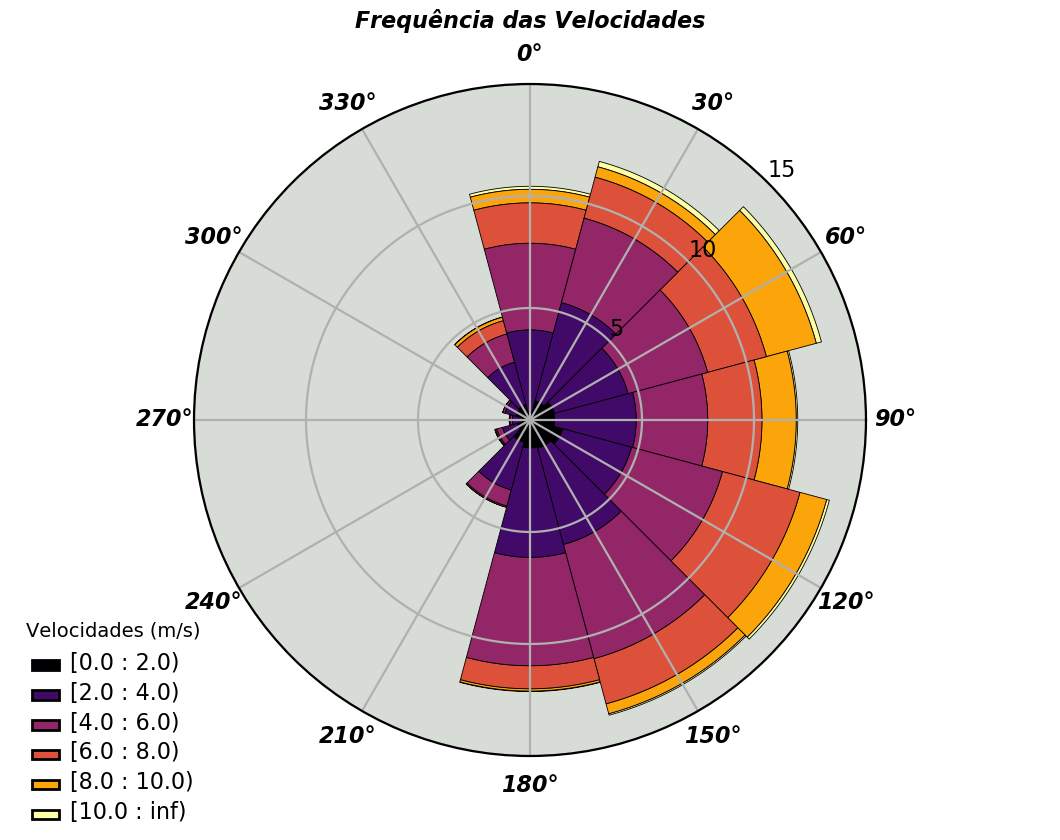 Frequência das Velocidades
0°
330°
30°
15
300°
60°
10
5
270°
90°
240°
120°
210°
150°
180°
Velocidades (m/s)
[0.0 : 2.0)
[2.0 : 4.0)
[4.0 : 6.0)
[6.0 : 8.0)
[8.0 : 10.0)
[10.0 : inf)